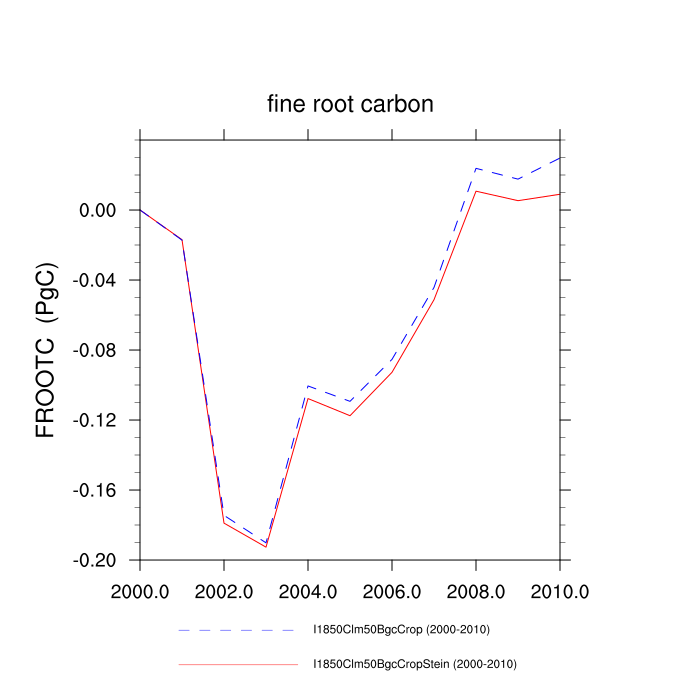 fine root carbon
FROOTC (PgC)
0.00
-0.04
-0.08
-0.12
-0.16
-0.20
2000.0 2002.0 2004.0 2006.0 2008.0 2010.0
I1850Clm50BgcCrop (2000-2010)
I1850Clm50BgcCropStein (2000-2010)